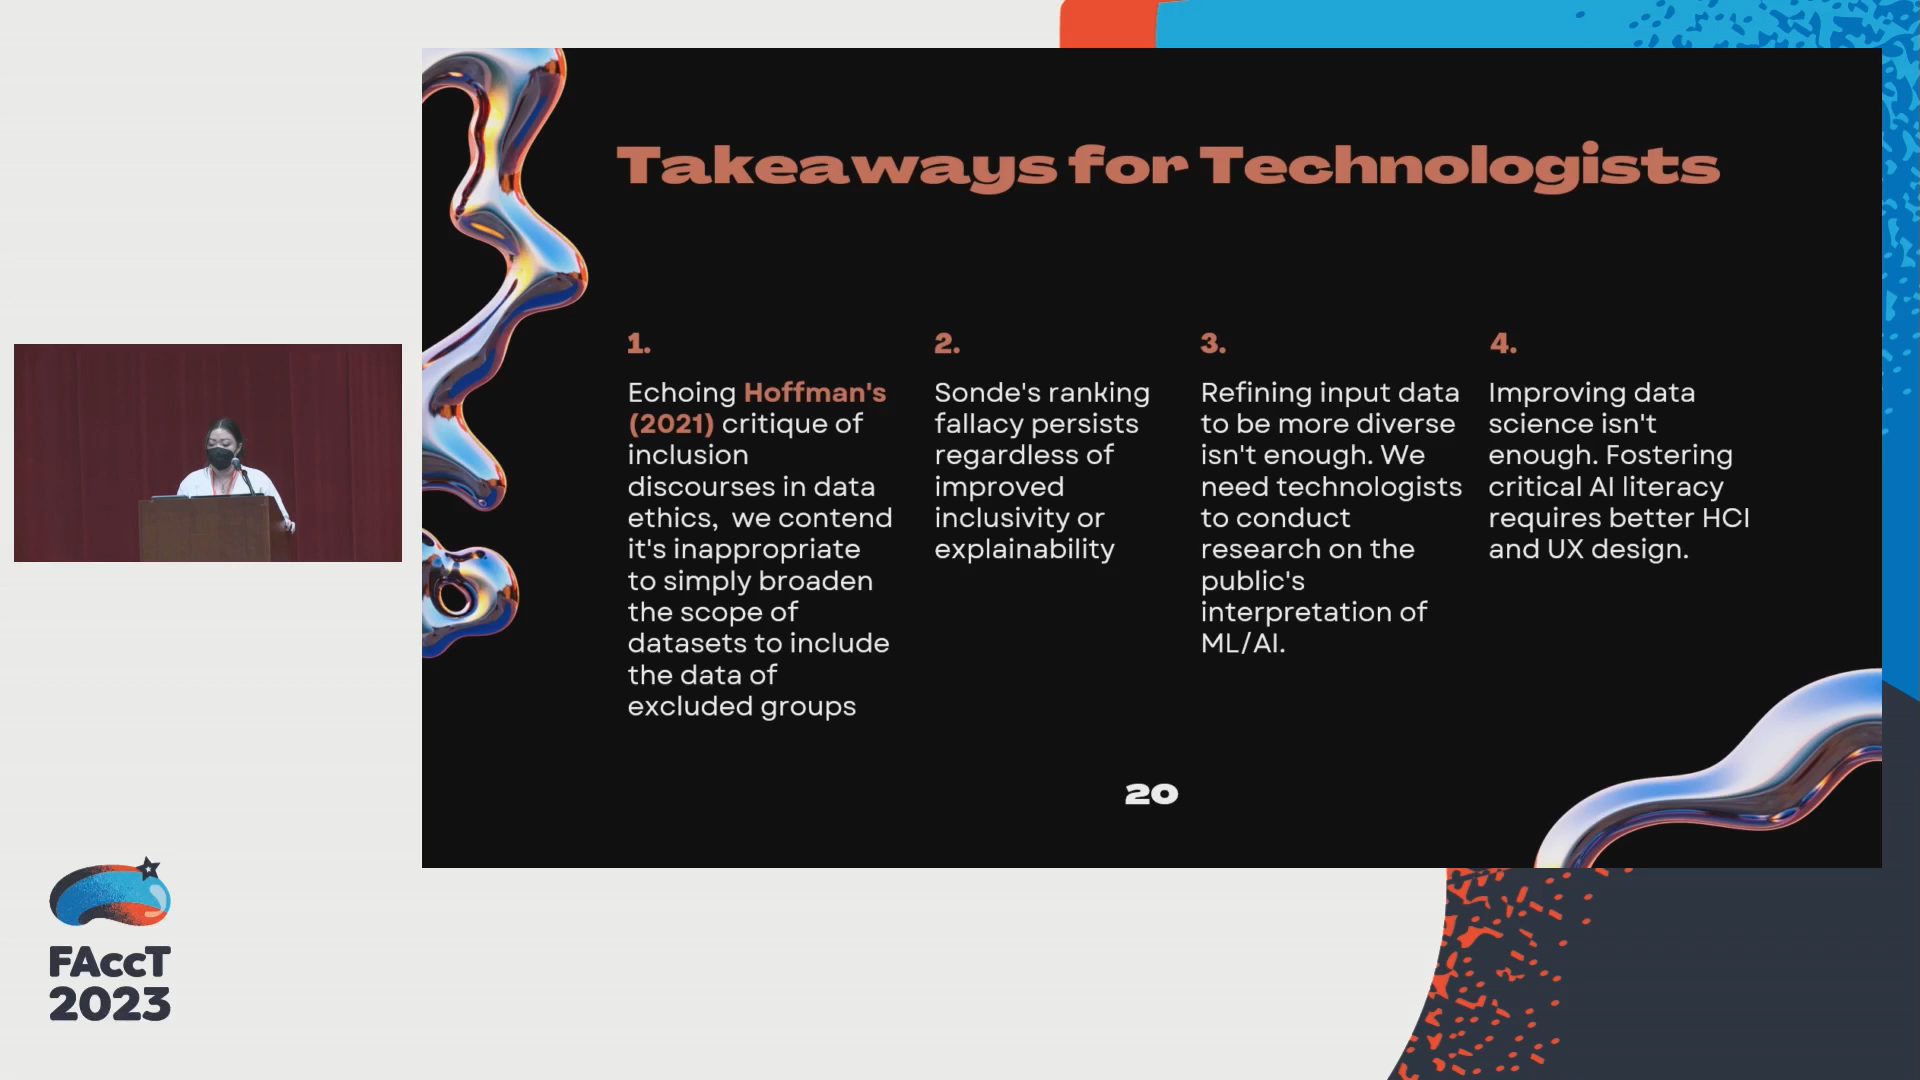 Takeaways for Technologists
1.
Echoing Hoffman's
(2021) critique of
inclusion
discourses in data
ethics,  we contend
it's inappropriate
to simply broaden
the scope of
datasets to include
the data of
excluded groups
2.
Sonde's ranking
fallacy persists
regardless of
improved
inclusivity or
explainability
3.
Refining input data
to be more diverse
isn't enough. We
need technologists
to conduct
research on the
public's
interpretation of
ML/AI.
4.
Improving data
science isn't
enough. Fostering
critical AI literacy
requires better HCI
and UX design.
20
FAccT
2023